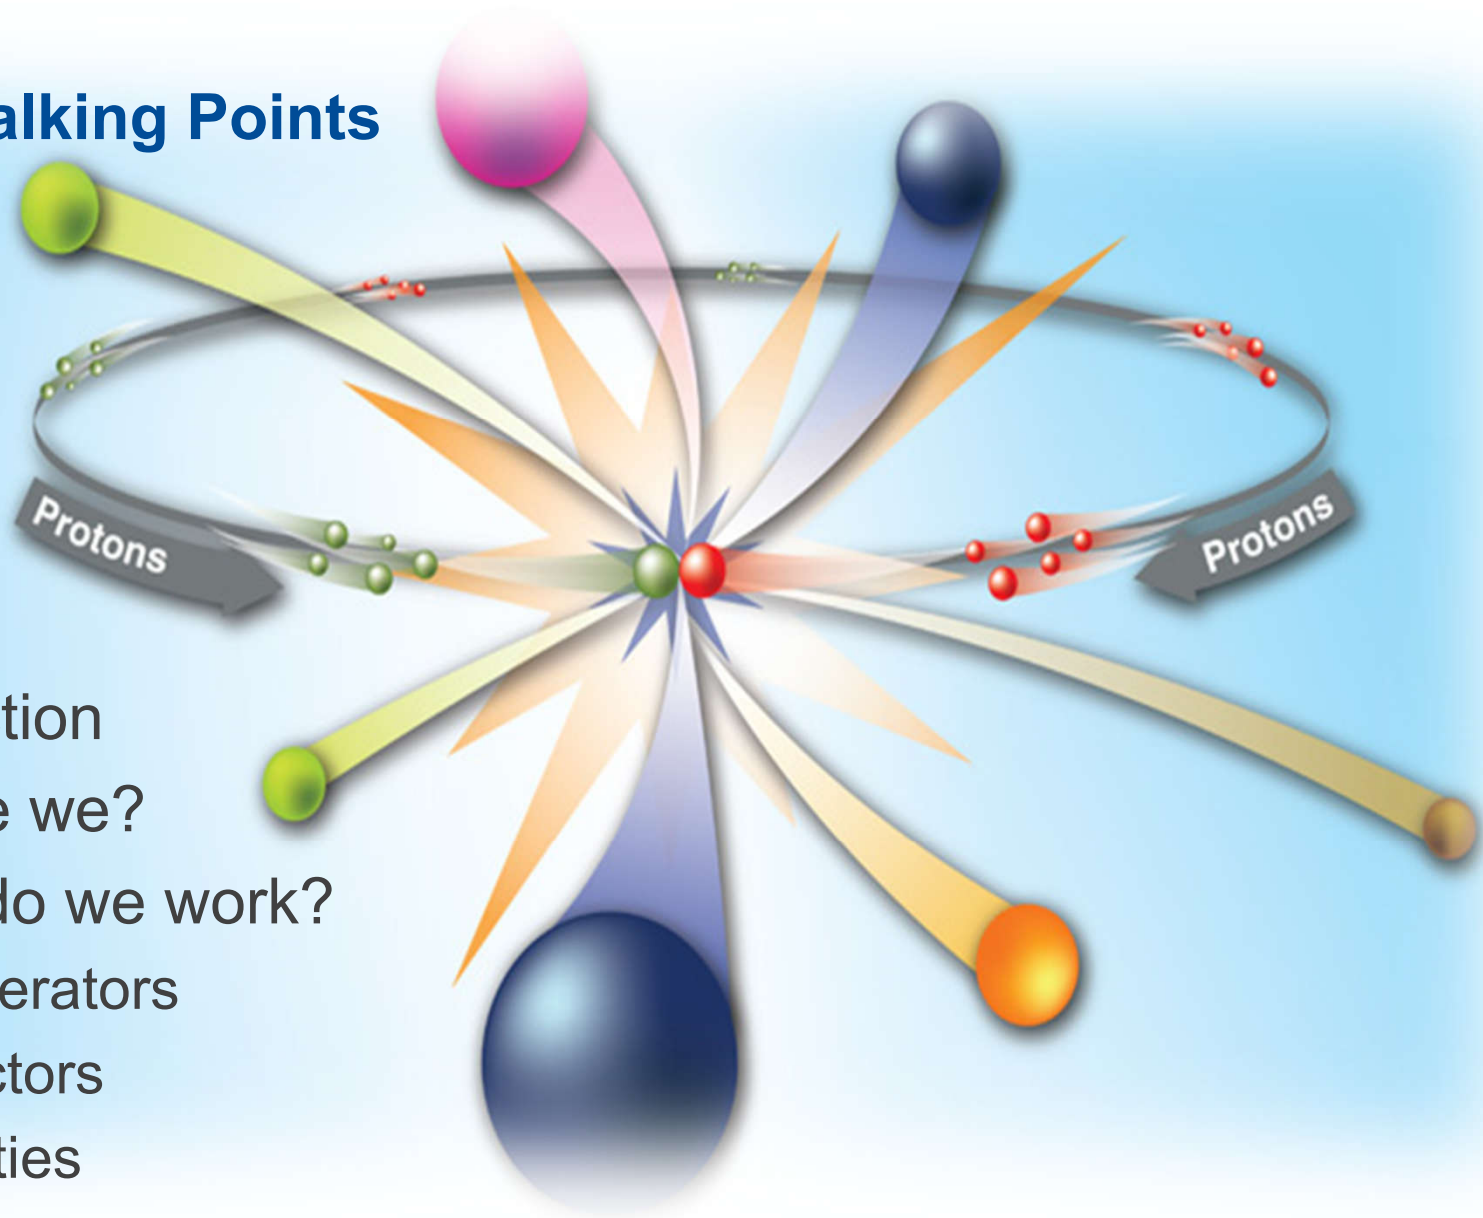 alking Points
Protons
Protons
tion
e we?
do we work?
erators
ctors
ties